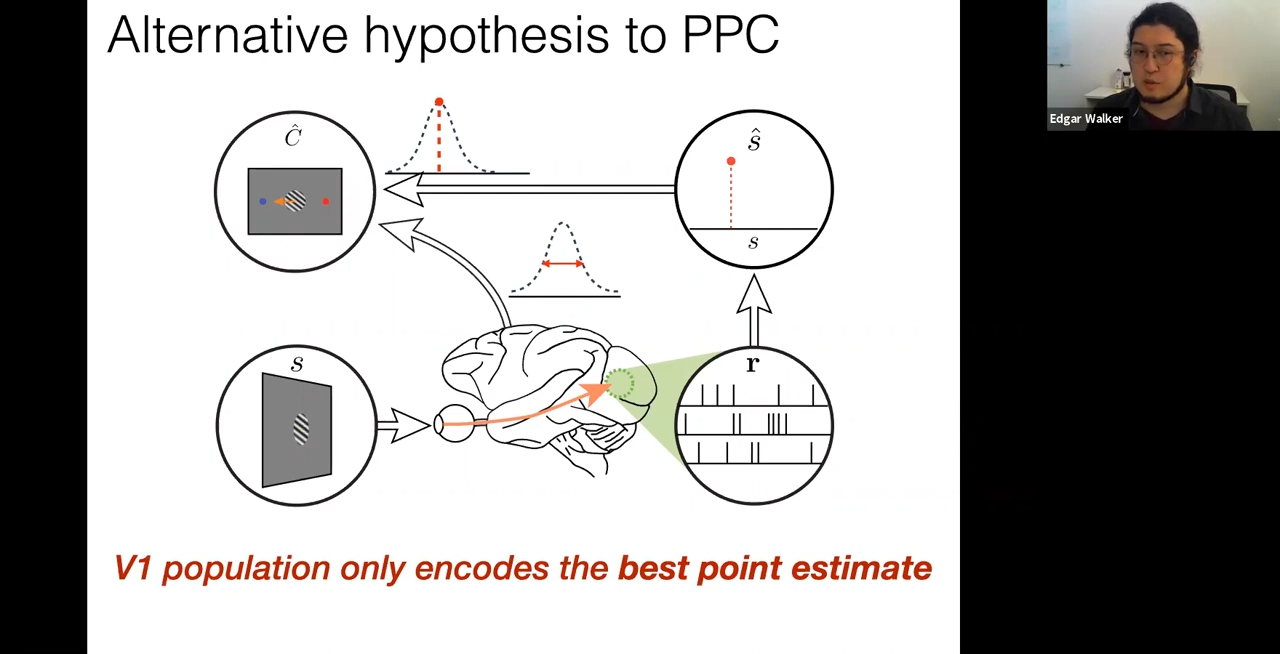 Alternative hypothesis to PPC
Edgar Walker
Ĉ
ŝ
s
s
r
V1 population only encodes the best point estimate